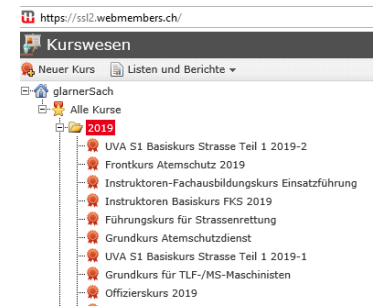 https://ssl2.webmembers.ch/
Kurswesen
Neuer Kurs Listen und Berichte
glarnerSach
Alle Kurse
2019
UVA S1 Basiskurs Strasse Teil 1 2019-2
Frontkurs Atemschutz 2019
Instruktoren-Fachausbildungskurs Einsatzführung
Instruktoren Basiskurs FKS 2019
Führungskurs für Strassenrettung
Grundkurs Atemschutzdienst
UVA S1 Basiskurs Strasse Teil 1 2019-1
Grundkurs für TLF-/MS-Maschinisten
Offizierskurs 2019